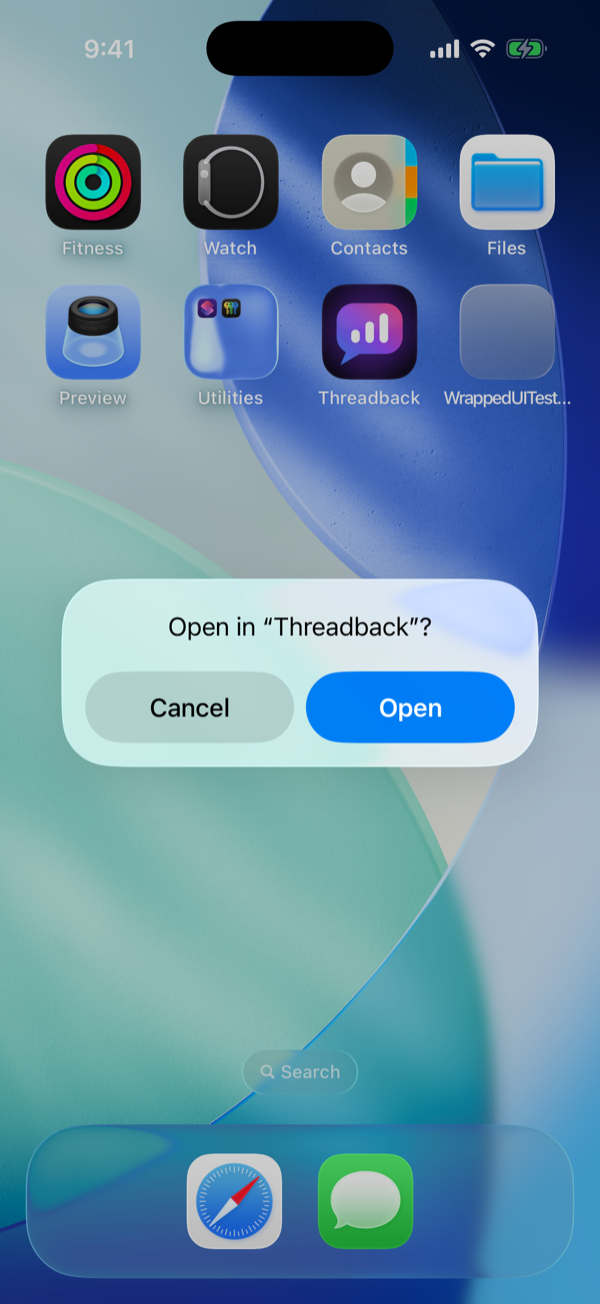 9:41
Fitness
Watch
Contacts
Files
Preview
Utilities
Threadback
WrappedUITest...
Open in “Threadback”?
Cancel
Open
Search